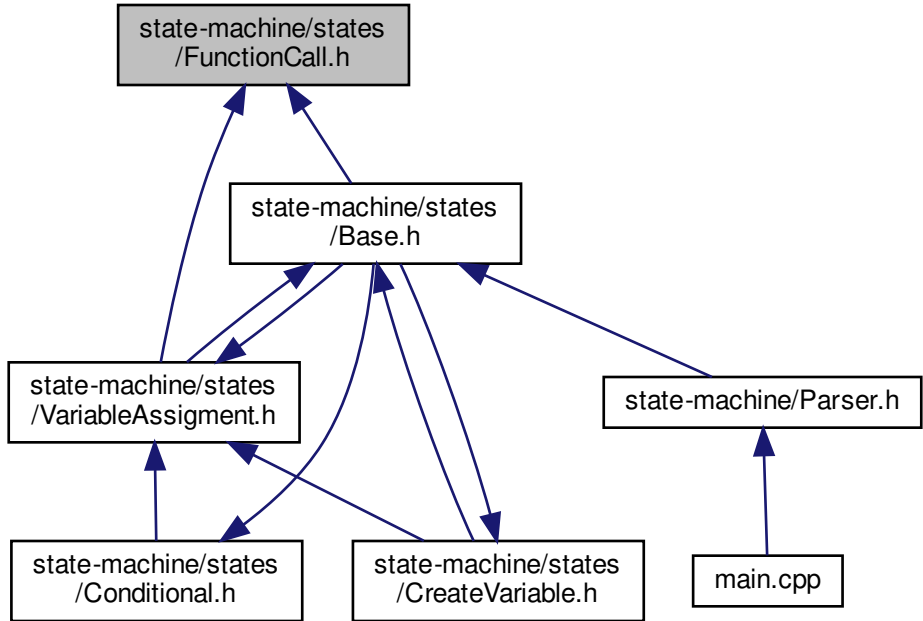 state-machine/states
/FunctionCall.h
state-machine/states
/Base.h
state-machine/states
/VariableAssigment.h
state-machine/Parser.h
state-machine/states
/Conditional.h
state-machine/states
/CreateVariable.h
main.cpp